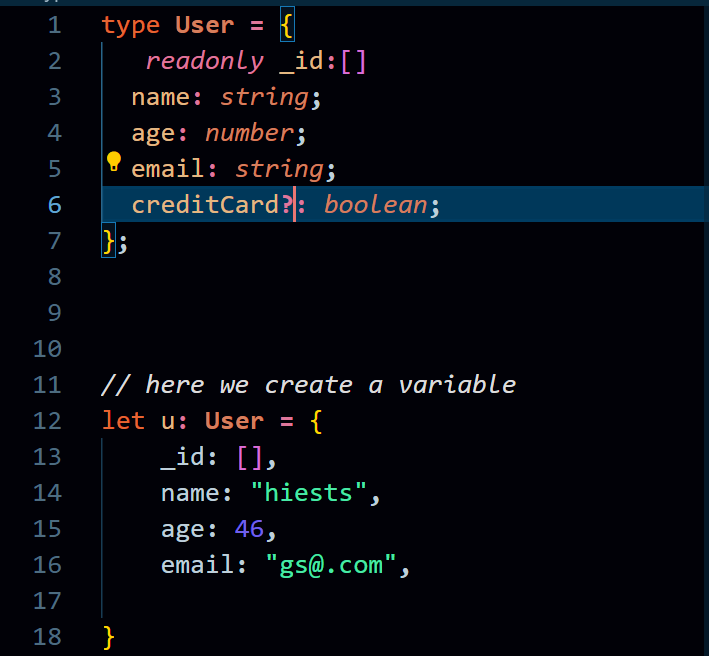 1 type User = {
2 readonly _id:[]
3 name: string;
4 age: number;
5 email: string;
6 creditCard?: boolean;
7 };
8
9
10
11 // here we create a variable
12 let u: User = {
13 _id: [],
14 name: "hiests",
15 age: 46,
16 email: "gs@.com",
17
18 }